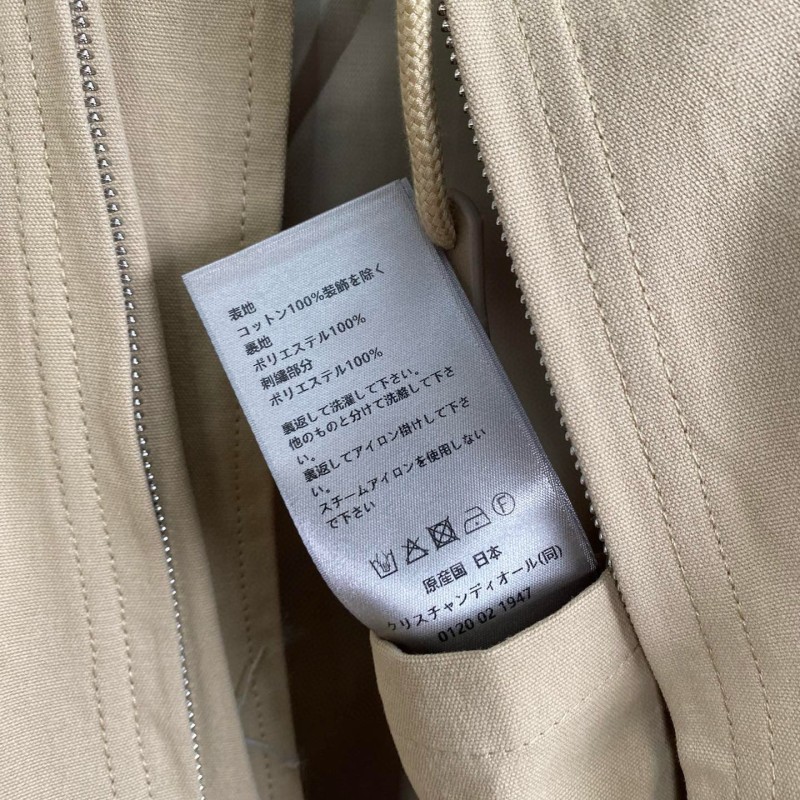 表地
コットン100%装飾を除く
裏地
ポリエステル100%
刺繍部分
ポリエステル100%
裏返して洗濯して下さい。
他のものと分けて洗濯して下さ
い。
裏返してアイロン掛けして下さ
い。
スチームアイロンを使用しない
で下さい
F
原産国 日本
クリスチャンディオール(同)
0120 02 1947